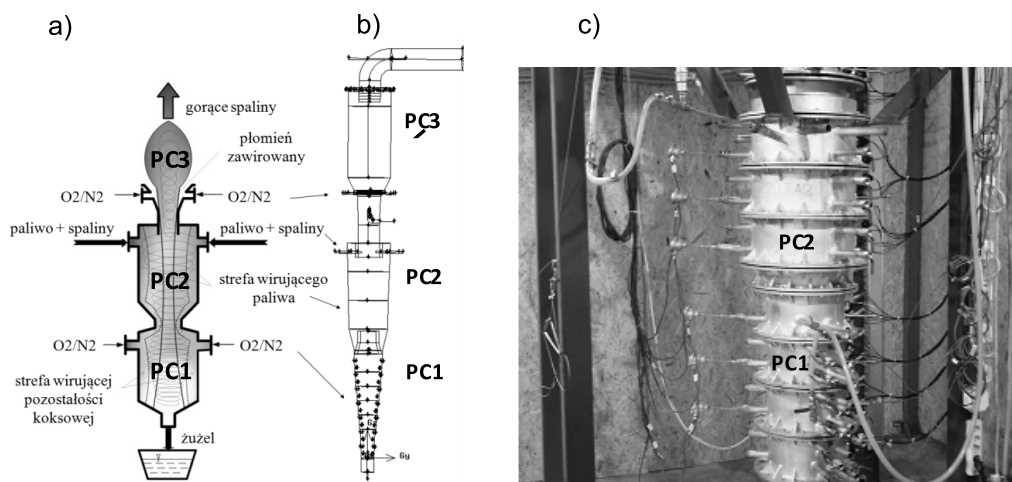 a)
b)
c)
gorące spaliny
płomień
zawirowany
PC3
O2/N2
O2/N2
paliwo + spaliny
paliwo + spaliny
PC2
strefa wirującego
paliwa
O2/N2
O2/N2
PC1
strefa wirującej
pozostałości
koksowej
żużel
PC3
PC2
PC1
Gy
PC2
PC1